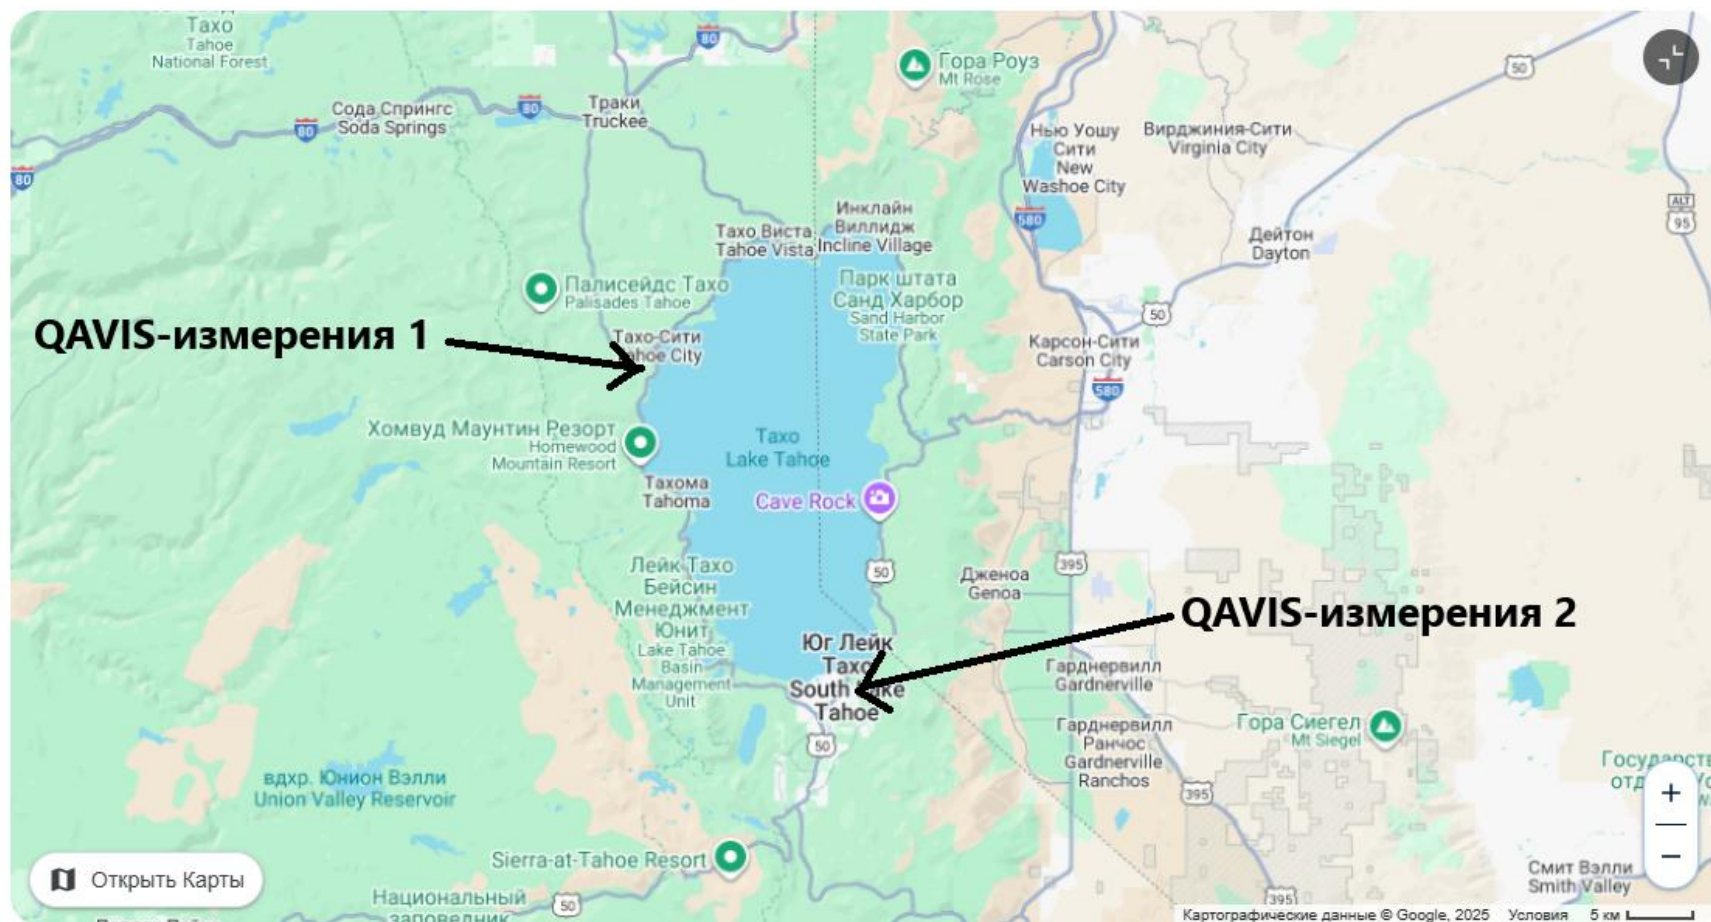 Тахо
Tahoe
National Forest
80
Гора Роуз
Mt Rose
50
Сода Спрингс
Soda Springs
80
80
Траки
Truckee
80
Нью Уошу
Сити
New
Washoe City
Вирджиния-Сити
Virginia City
ALT
95
580
Инклайн
Виллидж
Incline Village
Тахо Виста
Tahoe Vista
Дейтон
Dayton
Палисейдс Тахо
Palisades Tahoe
Парк штата
Санд Харбор
Sand Harbor
State Park
50
QAVIS-измерения 1
Тахо-Сити
ahoe City
Карсон-Сити
Carson City
580
Хомвуд Маунтин Резорт
Homewood
Mountain Resort
Тахо
Lake Tahoe
Тахома
Tahoma
Cave Rock
50
395
Лейк Тахо
Бейсин
Менеджмент
Юнит
Lake Tahoe
Basin
Management
Unit
Дженоа
Genoa
QAVIS-измерения 2
Юг Лейк
Тахо
South Lake
Tahoe
Гарднервилл
Gardnerville
50
Гарднервилл
Ранчос
Gardnerville
Ranchos
Гора Сиегел
Mt Siegel
395
вдхр. Юнион Вэлли
Union Valley Reservoir
+
−
Sierra-at-Tahoe Resort
Открыть Карты
Национальный
заповедник
50
395
Смит Вэлли
Smith Valley
Картографические данные © Google, 2025 Условия 5 км